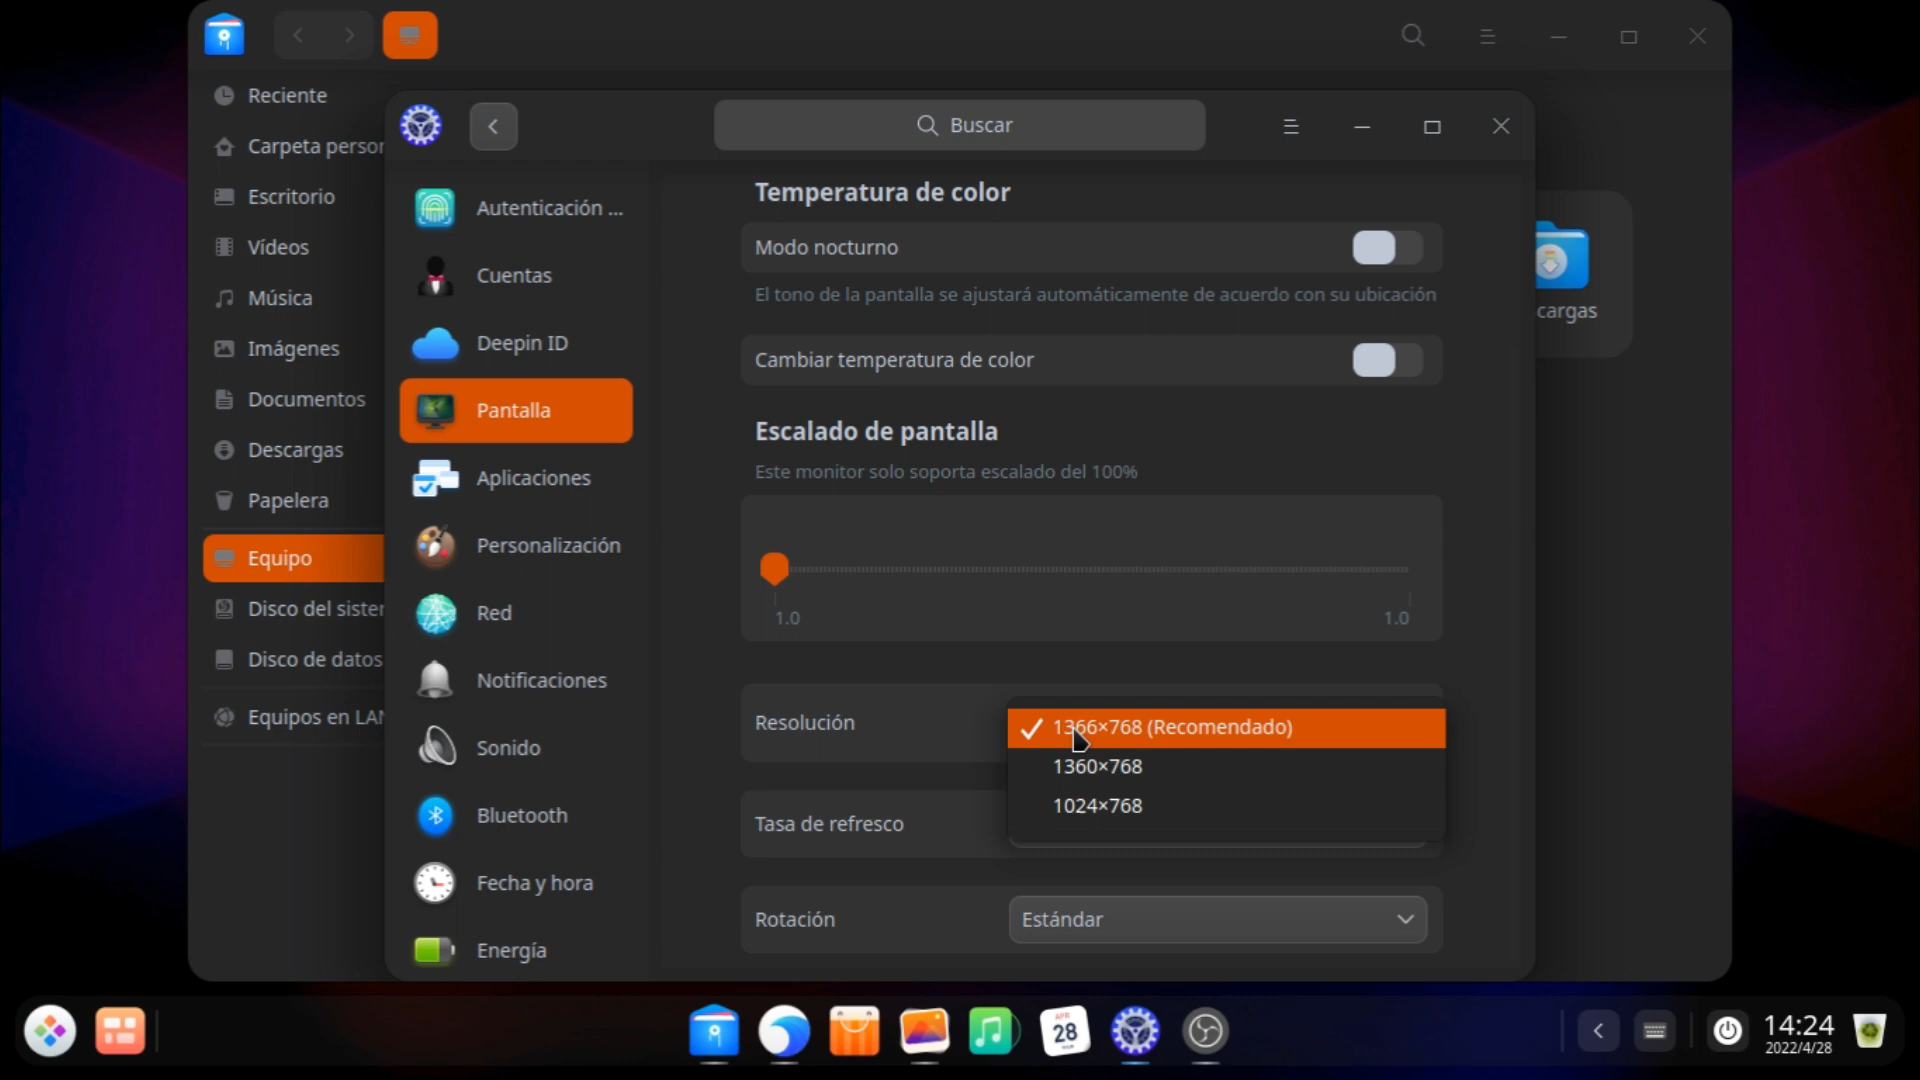 Reciente
Carpeta person
Escritorio
Vídeos
Música
Imágenes
Documentos
Descargas
Papelera
Equipo
Disco del sister
Disco de datos
Equipos en LAN
cargas
Buscar
Autenticación ...
Cuentas
Deepin ID
Pantalla
Aplicaciones
Personalización
Red
Notificaciones
Sonido
Bluetooth
Fecha y hora
Energía
Temperatura de color
Modo nocturno
El tono de la pantalla se ajustará automáticamente de acuerdo con su ubicación
Cambiar temperatura de color
Escalado de pantalla
Este monitor solo soporta escalado del 100%
1.0 1.0
Resolución
1366×768 (Recomendado)
1360×768
1024×768
Tasa de refresco
Rotación Estándar
APR
28
14:24
2022/4/28